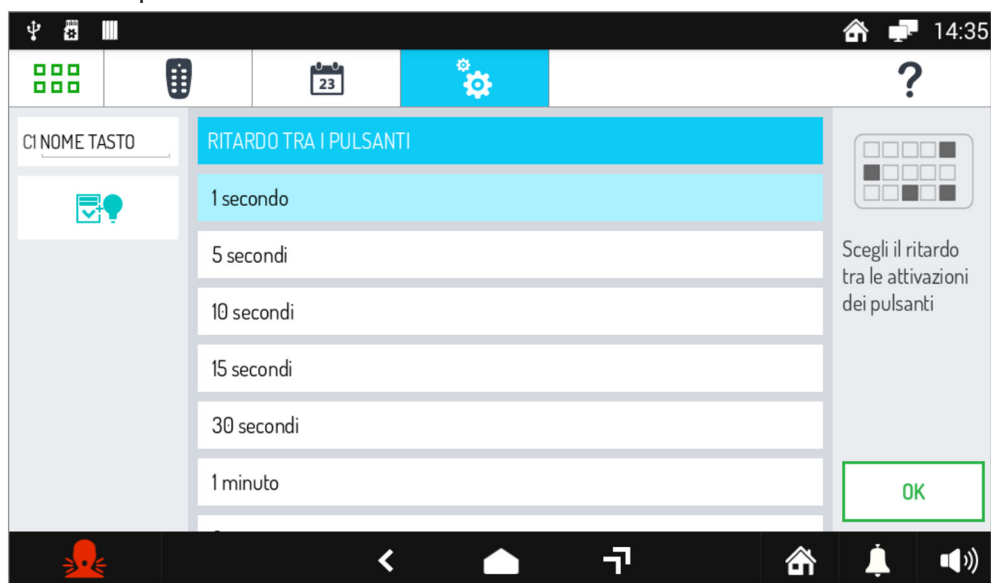 14:35
23
?
C1 NOME TASTO
RITARDO TRA I PULSANTI
1 secondo
5 secondi
10 secondi
15 secondi
30 secondi
1 minuto
Scegli il ritardo
tra le attivazioni
dei pulsanti
OK